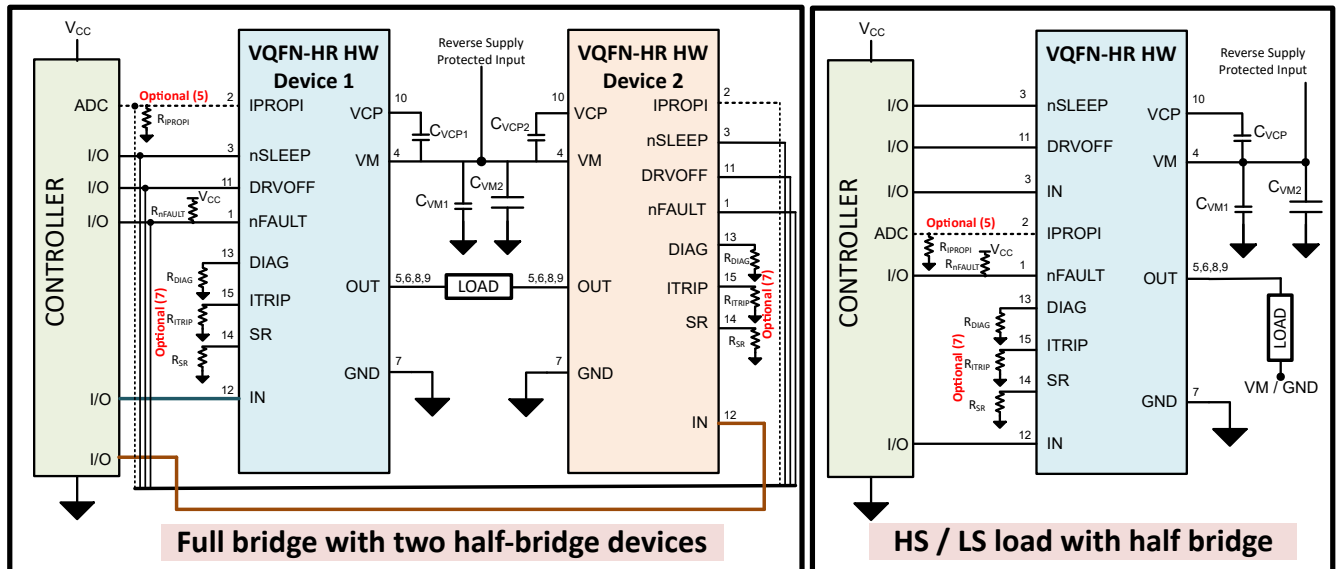 VCC
CONTROLLER
ADC
I/O
I/O
I/O
I/O
I/O
Optional (5)
RIPROPI
VCC
RnFAULT
RDIAG
RITRIP
RSR
Optional (7)
2
3
11
1
13
15
14
12
VQFN-HR HW
Device 1
IPROPI
nSLEEP
DRVOFF
nFAULT
DIAG
ITRIP
SR
IN
VCP
VM
OUT
GND
10
4
5,6,8,9
7
Reverse Supply
Protected Input
CVCP1
CVCP2
CVM1
CVM2
LOAD
10
4
5,6,8,9
7
VQFN-HR HW
Device 2
VCP
VM
OUT
GND
IPROPI
nSLEEP
DRVOFF
nFAULT
DIAG
ITRIP
SR
IN
2
3
11
1
13
15
14
12
RDIAG
RITRIP
RSR
Optional (7)
Full bridge with two half-bridge devices
VCC
CONTROLLER
I/O
I/O
I/O
ADC
I/O
I/O
Optional (5)
RIPROPI
VCC
RnFAULT
RDIAG
RITRIP
RSR
Optional (7)
3
11
3
2
1
13
15
14
12
VQFN-HR HW
nSLEEP
DRVOFF
IN
IPROPI
nFAULT
DIAG
ITRIP
SR
IN
VCP
VM
OUT
GND
10
4
5,6,8,9
7
Reverse Supply
Protected Input
CVCP
CVM1
CVM2
LOAD
VM / GND
HS / LS load with half bridge